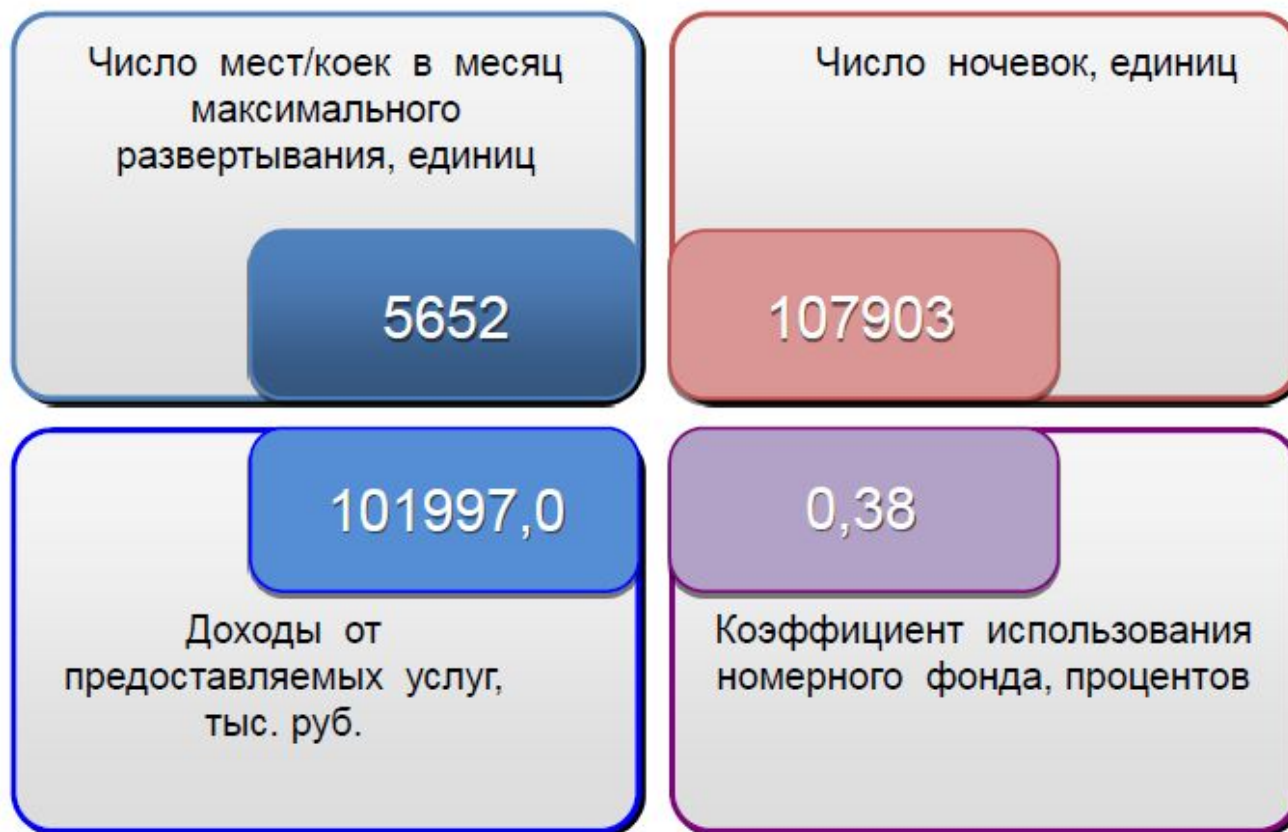 Число мест/коек в месяц
максимального
развертывания, единиц
5652
Число ночевок, единиц
107903
101997,0
Доходы от
предоставляемых услуг,
тыс. руб.
0,38
Коэффициент использования
номерного фонда, процентов